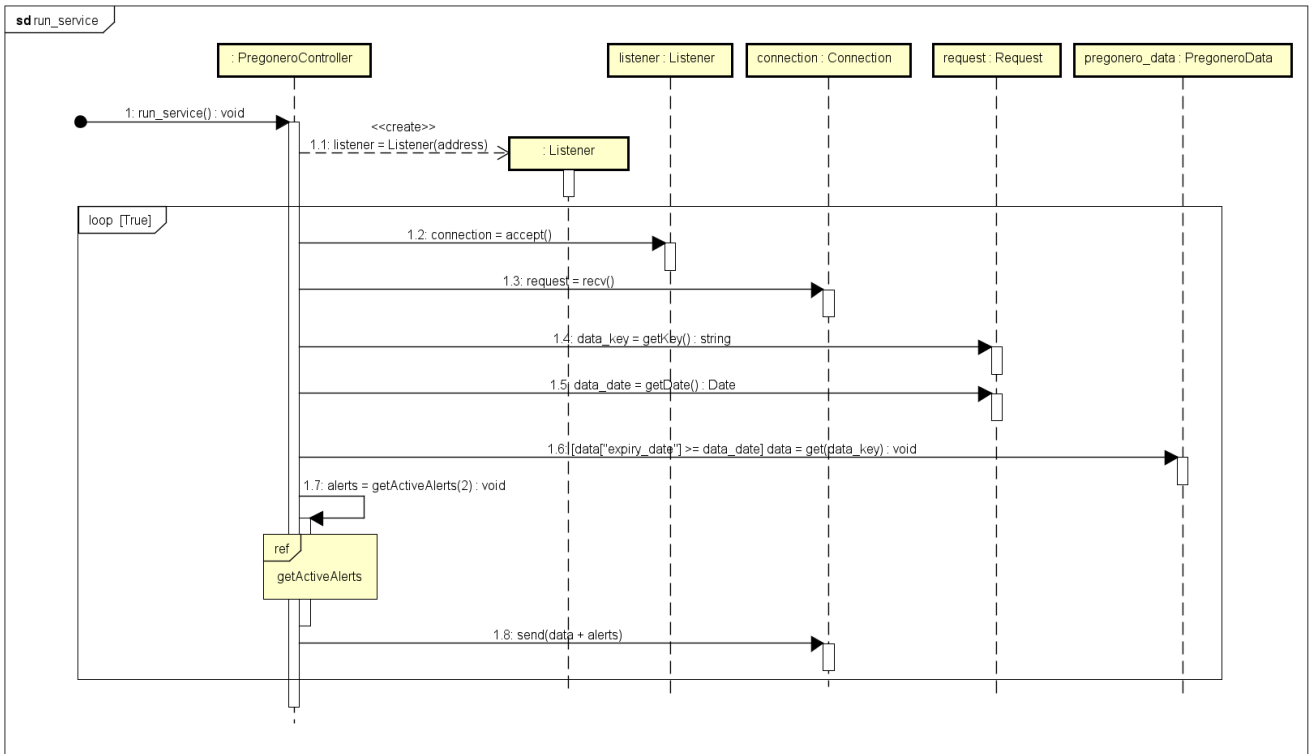 sd run_service
: PregoneroController
listener : Listener
connection : Connection
request : Request
pregonero_data : PregoneroData
1: run_service() : void
<<create>>
1.1: listener = Listener(address)
: Listener
loop [True]
1.2: connection = accept()
1.3: request = recv()
1.4: data_key = getKey() : string
1.5: data_date = getDate() : Date
1.6: [data["expiry_date"] >= data_date] data = get(data_key) : void
1.7: alerts = getActiveAlerts(2) : void
ref
getActiveAlerts
1.8: send(data + alerts)